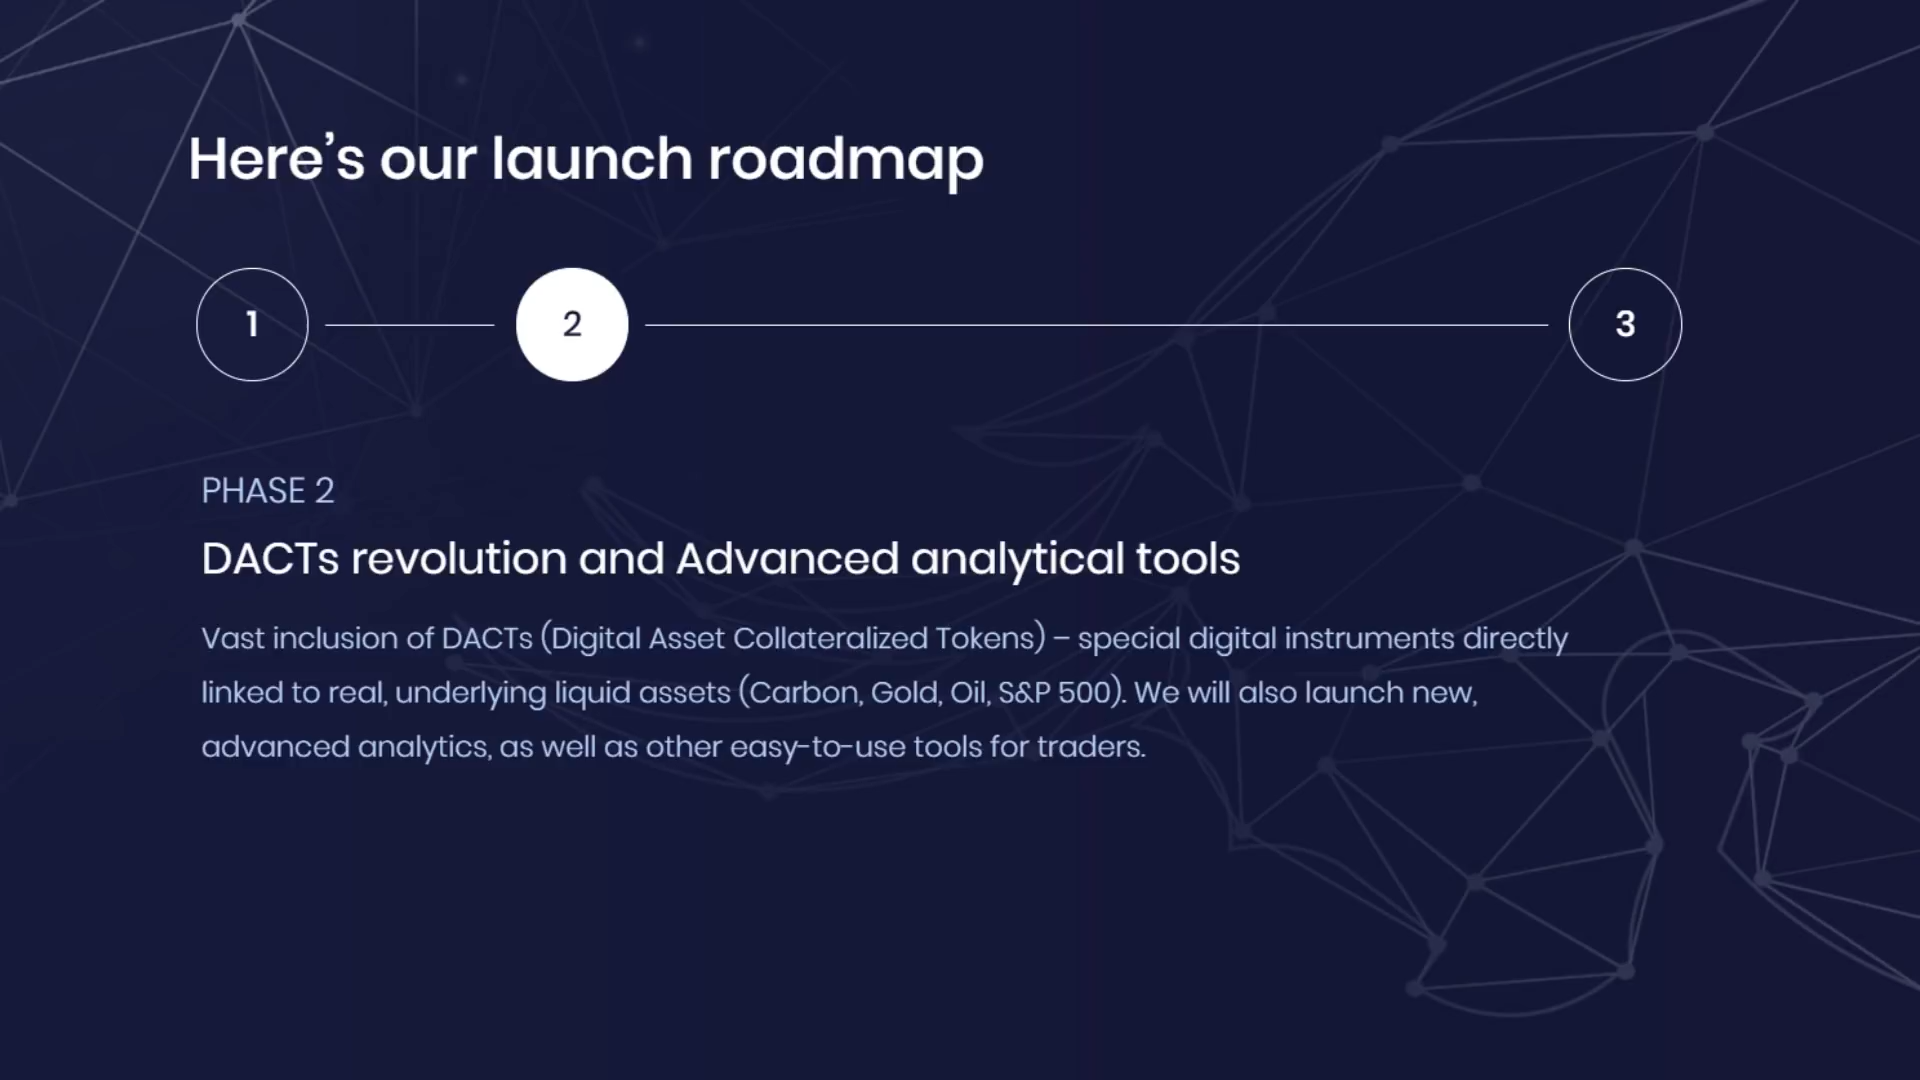 Here’s our launch roadmap
1
2
3
PHASE 2
DACTs revolution and Advanced analytical tools
Vast inclusion of DACTs (Digital Asset Collateralized Tokens) – special digital instruments directly
linked to real, underlying liquid assets (Carbon, Gold, Oil, S&P 500). We will also launch new,
advanced analytics, as well as other easy-to-use tools for traders.